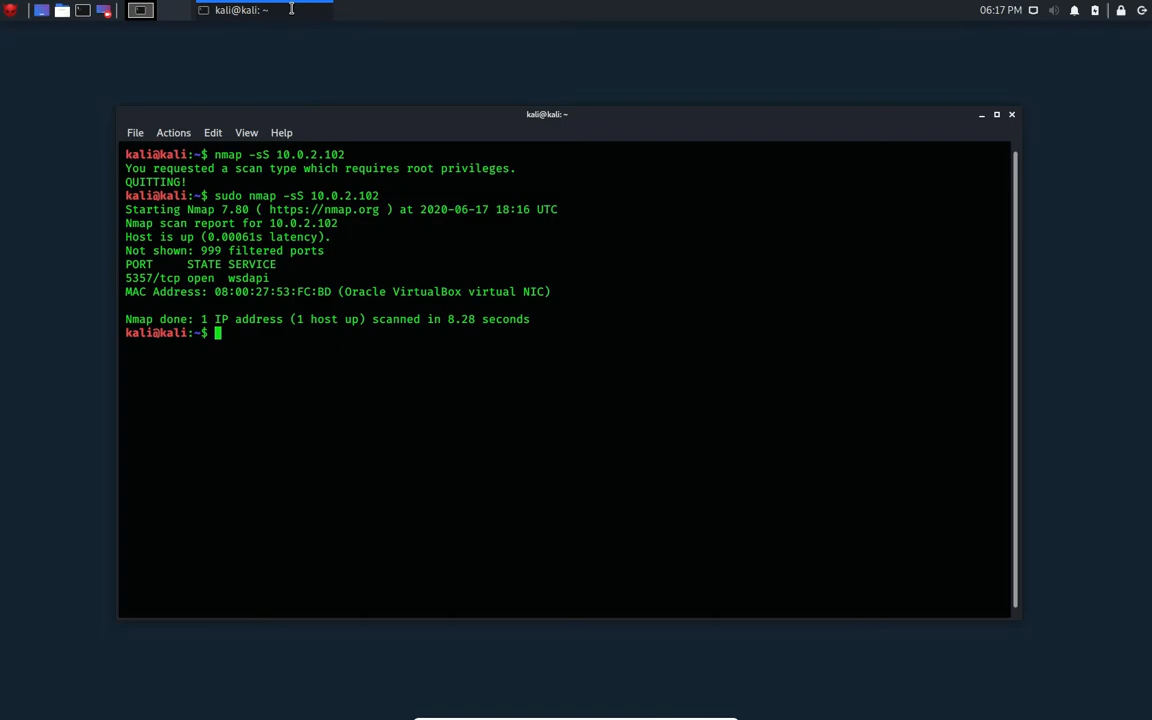 kali@kali: ~
06:17 PM
kali@kali: ~
File Actions Edit View Help
kali@kali:~$ nmap -sS 10.0.2.102
You requested a scan type which requires root privileges.
QUITTING!
kali@kali:~$ sudo nmap -sS 10.0.2.102
Starting Nmap 7.80 ( https://nmap.org ) at 2020-06-17 18:16 UTC
Nmap scan report for 10.0.2.102
Host is up (0.00061s latency).
Not shown: 999 filtered ports
PORT     STATE SERVICE
5357/tcp open  wsdapi
MAC Address: 08:00:27:53:FC:BD (Oracle VirtualBox virtual NIC)
Nmap done: 1 IP address (1 host up) scanned in 8.28 seconds
kali@kali:~$